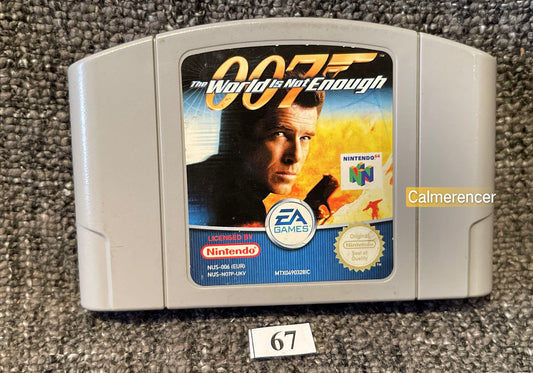 007
The World Is Not Enough
NINTENDO 64
Calmerencer
EA
GAMES
LICENSED BY
Nintendo
NUS-006 (EUR)
NUS-NO7P-UKV
MTX04903281C
Original
Nintendo
Seal of
Quality
67